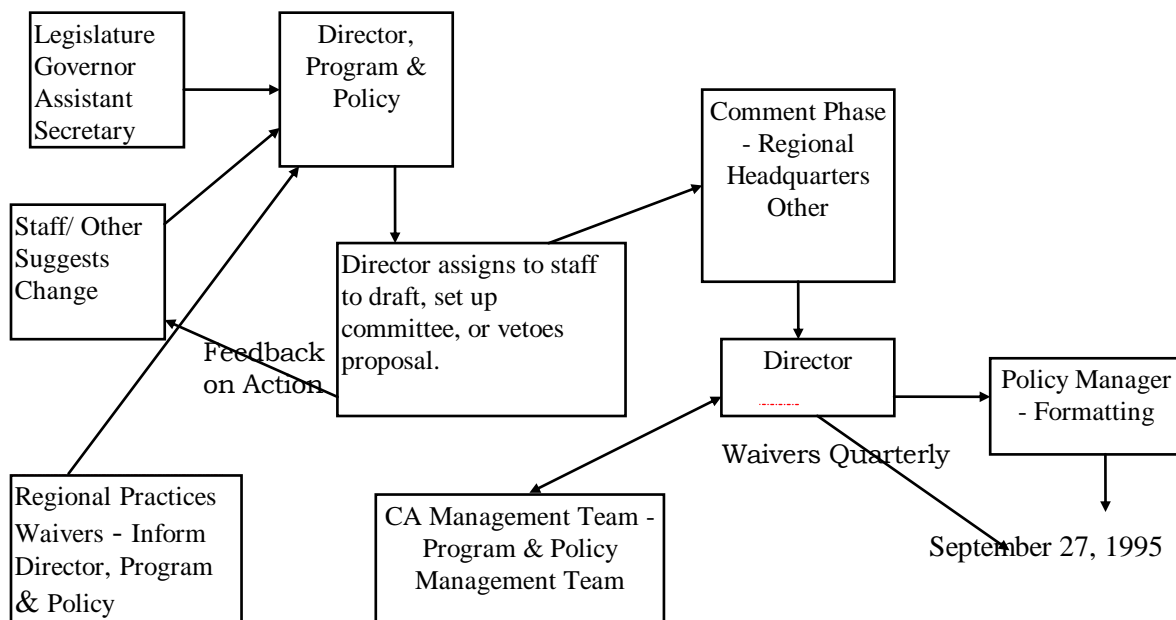 Legislature
Governor
Assistant
Secretary
Director,
Program &
Policy
Comment Phase
- Regional
Headquarters
Other
Staff/ Other
Suggests
Change
Director assigns to staff
to draft, set up
committee, or vetoes
proposal.
Feedback
on Action
Director
Policy Manager
- Formatting
Waivers Quarterly
Regional Practices
Waivers - Inform
Director, Program
& Policy
CA Management Team -
Program & Policy
Management Team
September 27, 1995